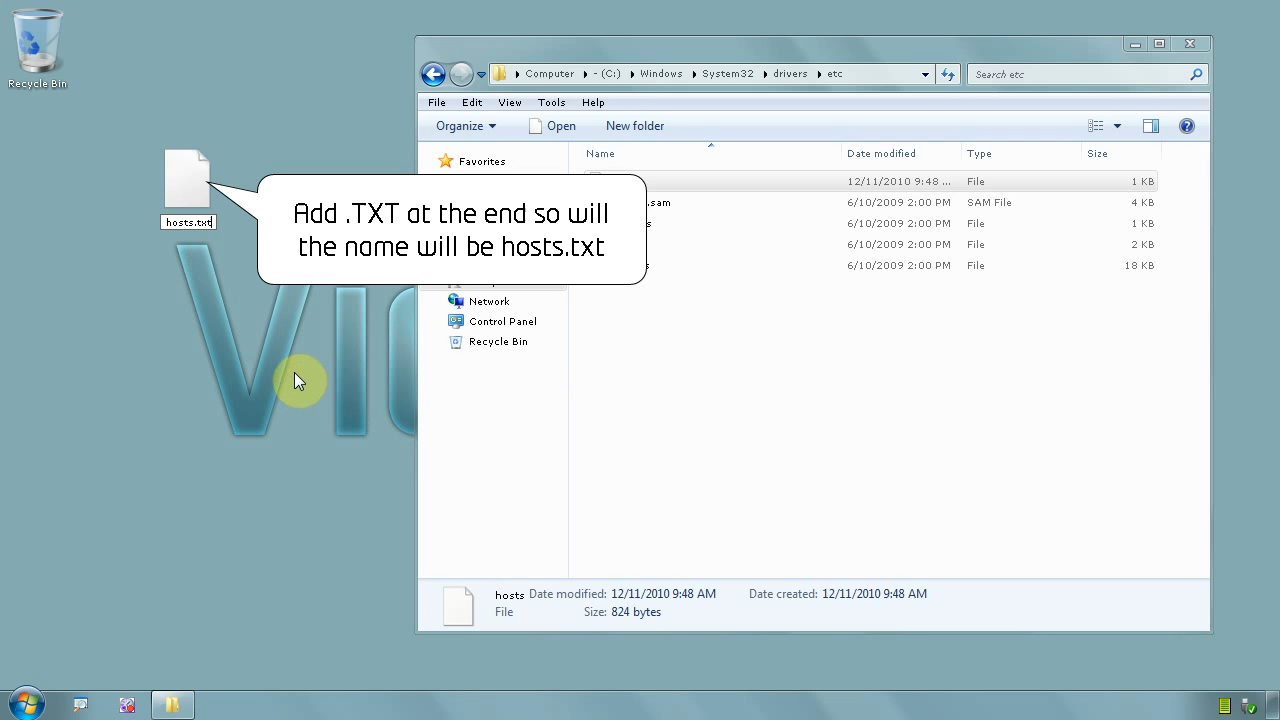 Recycle Bin
hosts.txt
Add .TXT at the end so will
the name will be hosts.txt
Computer - (C:) Windows System32 drivers etc
Search etc
File Edit View Tools Help
Organize Open New folder
Favorites
Name Date modified Type Size
12/11/2010 9:48 ... File 1 KB
.sam 6/10/2009 2:00 PM SAM File 4 KB
s 6/10/2009 2:00 PM File 1 KB
6/10/2009 2:00 PM File 2 KB
s 6/10/2009 2:00 PM File 18 KB
Network
Control Panel
Recycle Bin
hosts Date modified: 12/11/2010 9:48 AM Date created: 12/11/2010 9:48 AM
File Size: 824 bytes